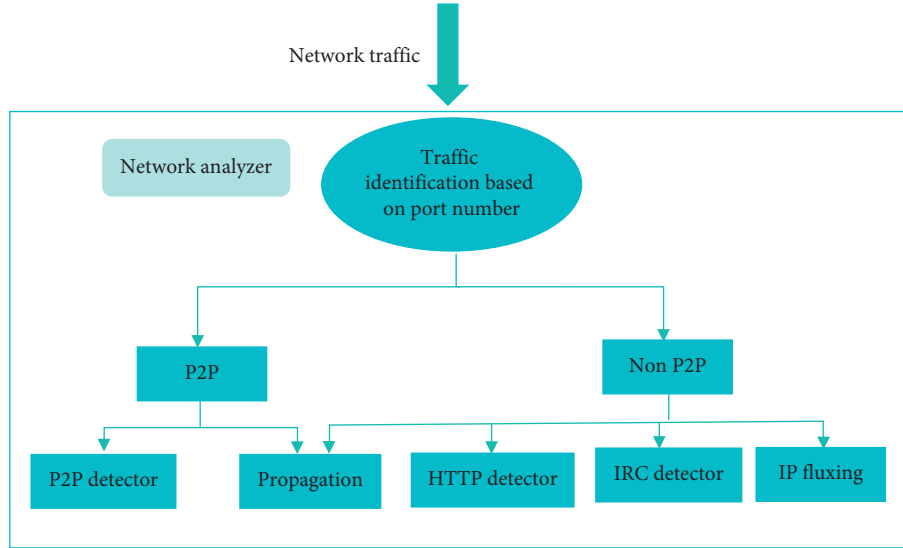 Network traffic
Network analyzer
Traffic
identification based
on port number
P2P
Non P2P
P2P detector
Propagation
HTTP detector
IRC detector
IP fluxing